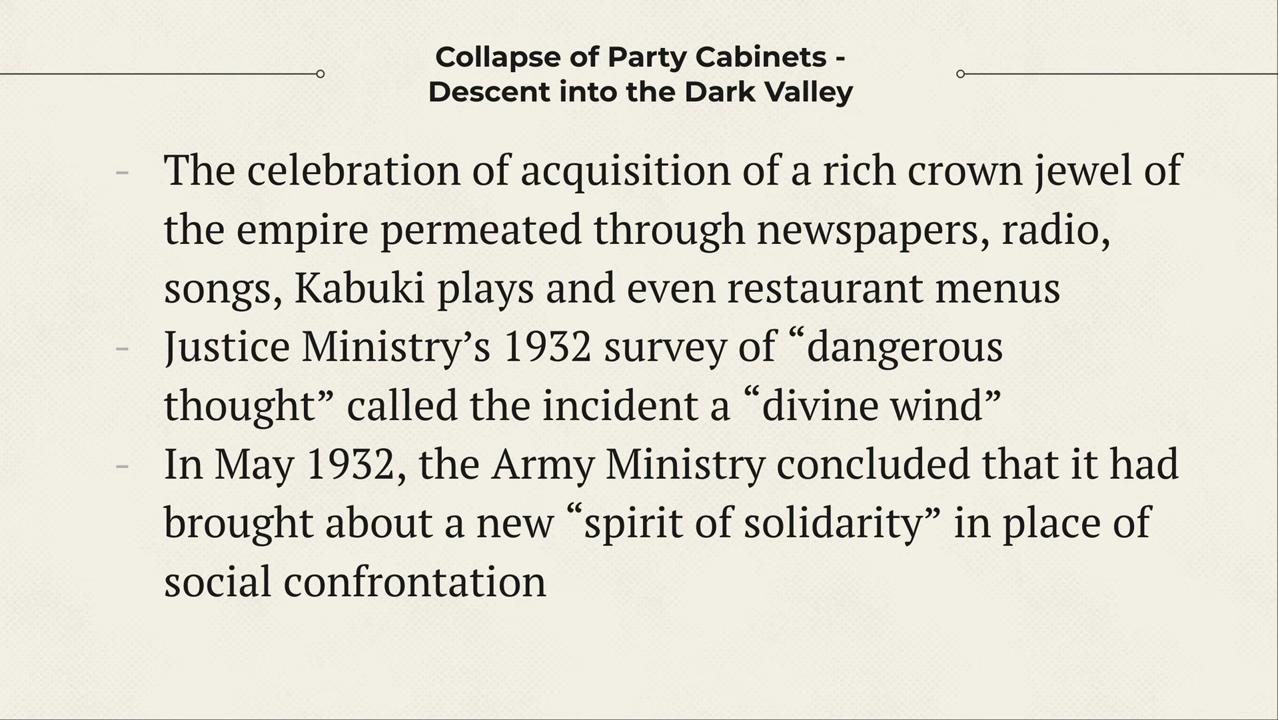 Collapse of Party Cabinets -
Descent into the Dark Valley
- The celebration of acquisition of a rich crown jewel of
the empire permeated through newspapers, radio,
songs, Kabuki plays and even restaurant menus
- Justice Ministry’s 1932 survey of “dangerous
thought” called the incident a “divine wind”
- In May 1932, the Army Ministry concluded that it had
brought about a new “spirit of solidarity” in place of
social confrontation